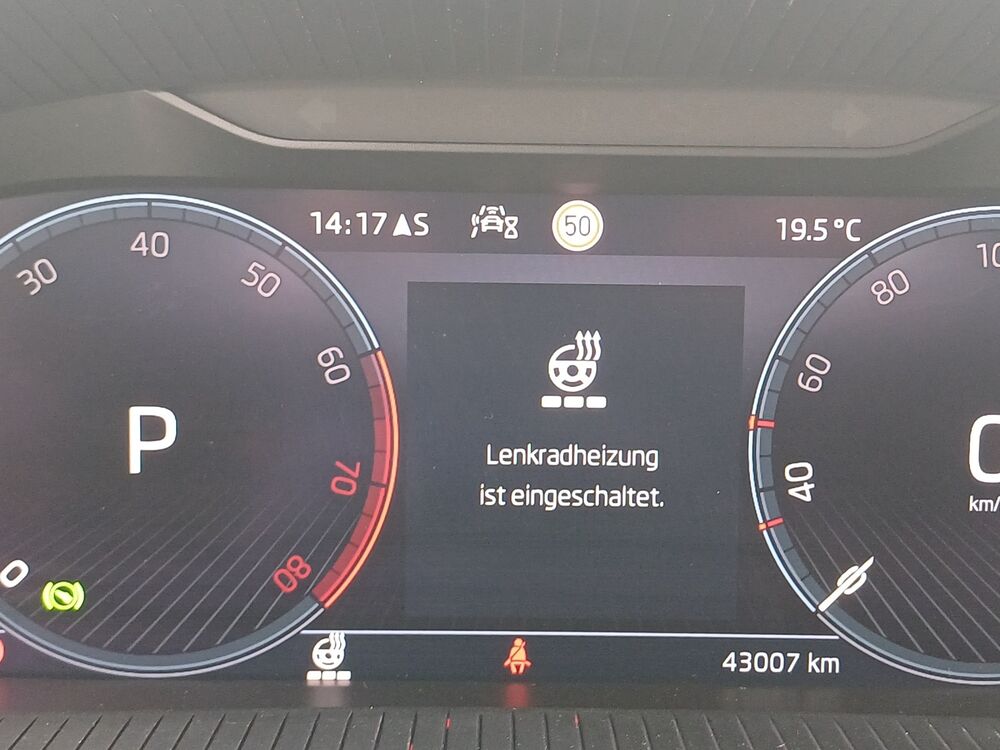 14:17 S
50
19.5°C
30
40
50
60
70
80
P
0
Lenkradheizung
ist eingeschaltet.
80
60
40
km/
43007 km